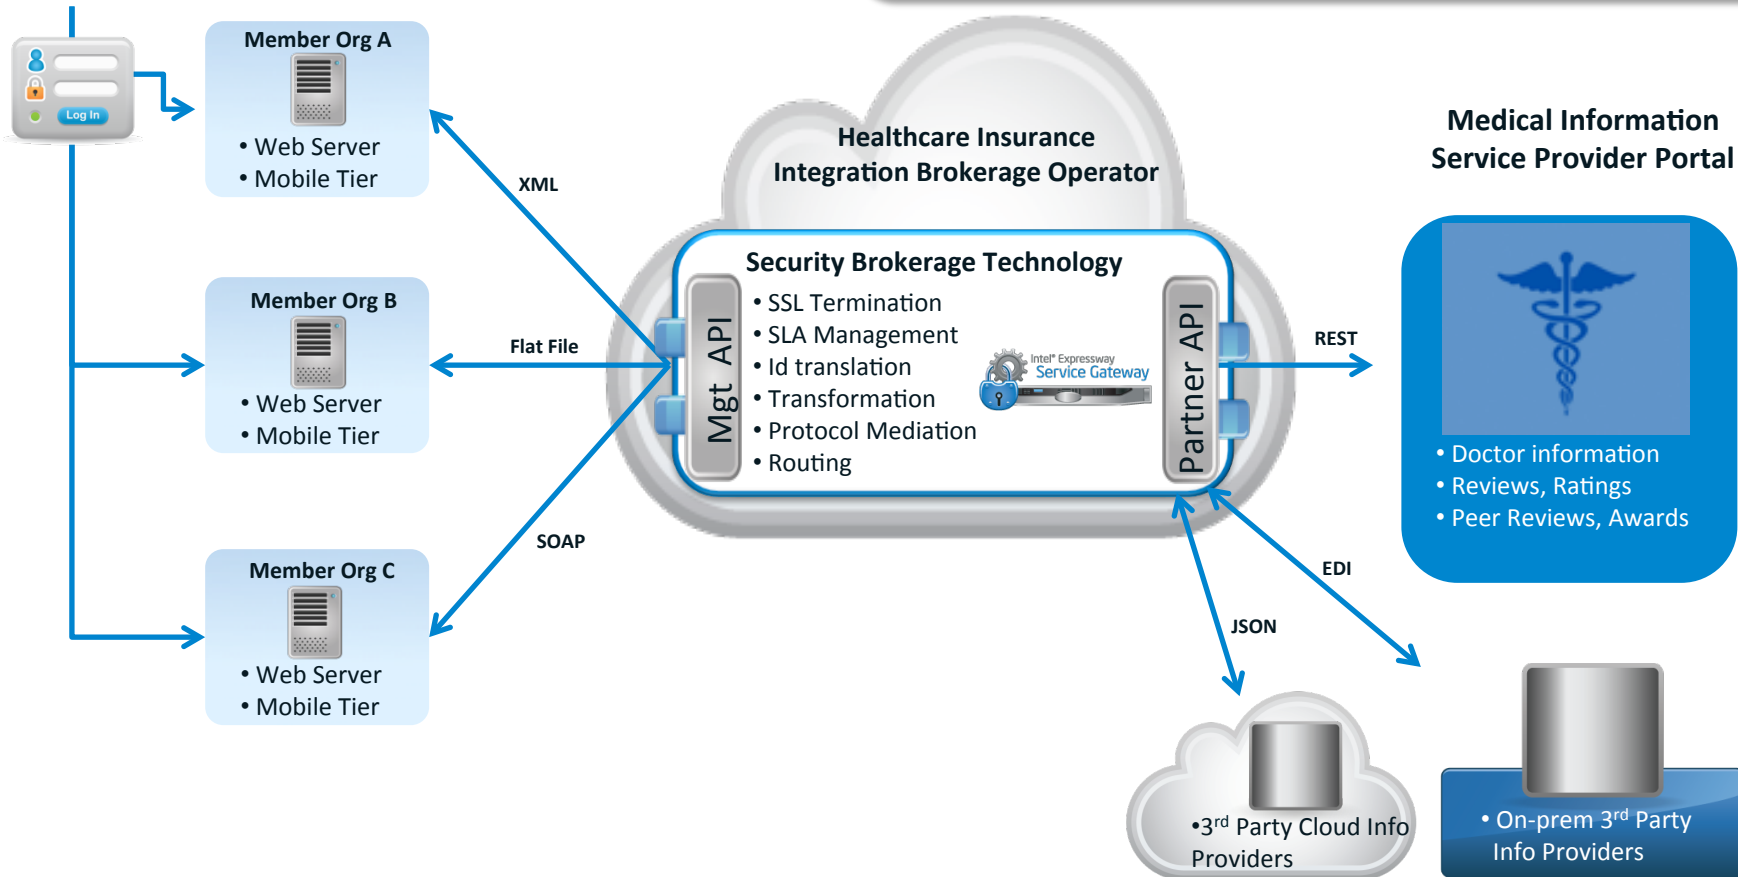 Log In
Member Org A
• Web Server
• Mobile Tier
Member Org B
• Web Server
• Mobile Tier
Member Org C
• Web Server
• Mobile Tier
XML
Flat File
SOAP
Healthcare Insurance
Integration Brokerage Operator
Security Brokerage Technology
Mgt API
• SSL Termination
• SLA Management
• Id translation
• Transformation
• Protocol Mediation
• Routing
Intel® Expressway
Service Gateway
Partner API
REST
EDI
JSON
Medical Information
Service Provider Portal
• Doctor information
• Reviews, Ratings
• Peer Reviews, Awards
•3rd Party Cloud Info
Providers
• On-prem 3rd Party
Info Providers